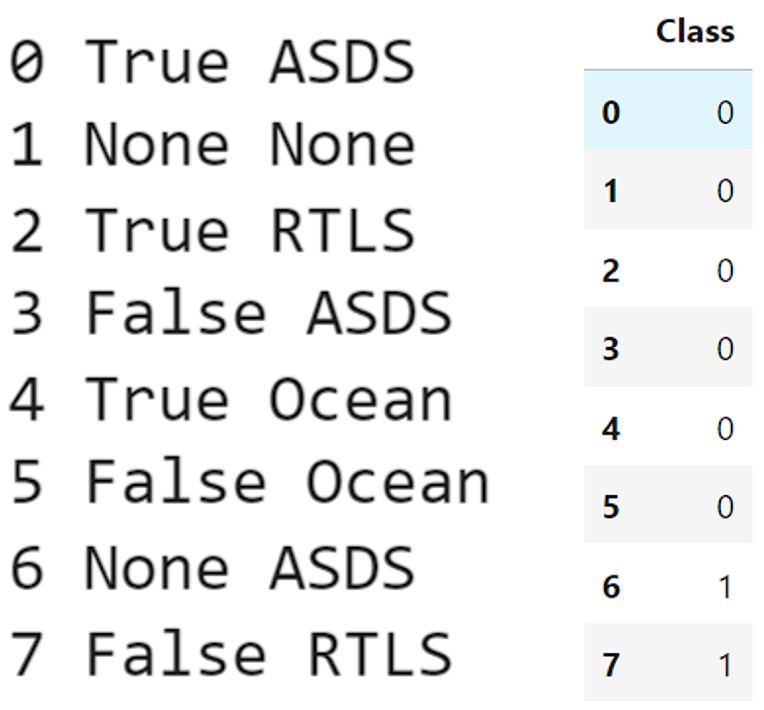 0 True ASDS
1 None None
2 True RTLS
3 False ASDS
4 True Ocean
5 False Ocean
6 None ASDS
7 False RTLS
Class
0 0
1 0
2 0
3 0
4 0
5 0
6 1
7 1